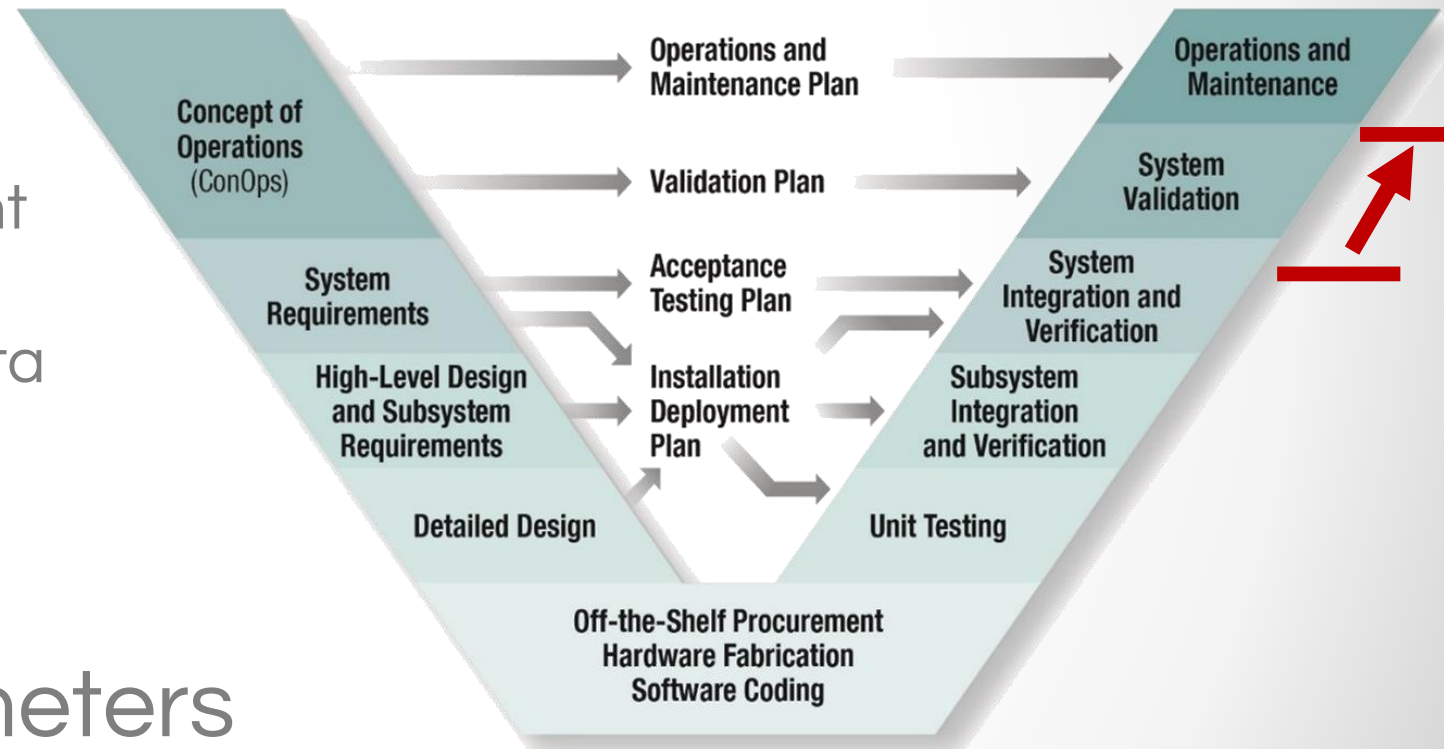 Concept of
Operations
(ConOps)
System
Requirements
High-Level Design
and Subsystem
Requirements
Detailed Design
Operations and
Maintenance Plan
Validation Plan
Acceptance
Testing Plan
Installation
Deployment
Plan
Operations and
Maintenance
System
Validation
System
Integration and
Verification
Subsystem
Integration
and Verification
Unit Testing
Off-the-Shelf Procurement
Hardware Fabrication
Software Coding